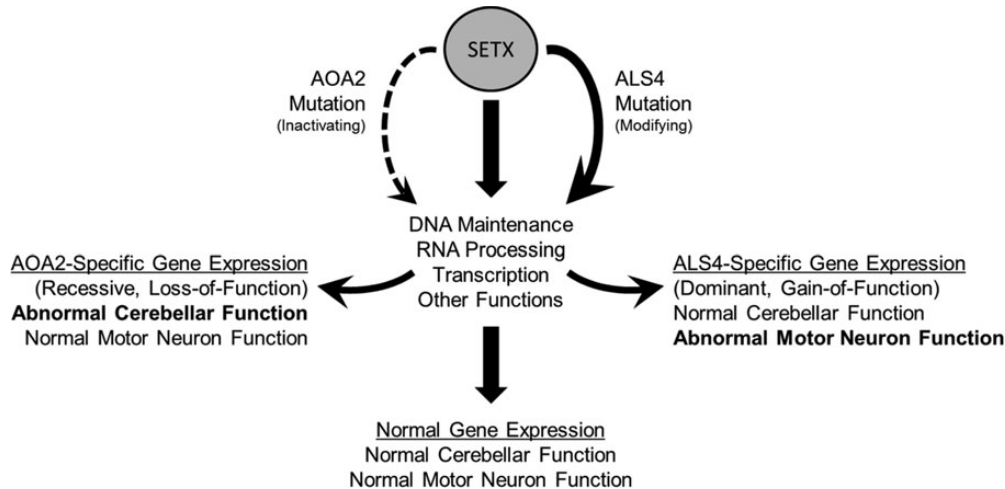 SETX
AOA2
Mutation
(Inactivating)
ALS4
Mutation
(Modifying)
DNA Maintenance
RNA Processing
Transcription
Other Functions
AOA2-Specific Gene Expression
(Recessive, Loss-of-Function)
Abnormal Cerebellar Function
Normal Motor Neuron Function
ALS4-Specific Gene Expression
(Dominant, Gain-of-Function)
Normal Cerebellar Function
Abnormal Motor Neuron Function
Normal Gene Expression
Normal Cerebellar Function
Normal Motor Neuron Function